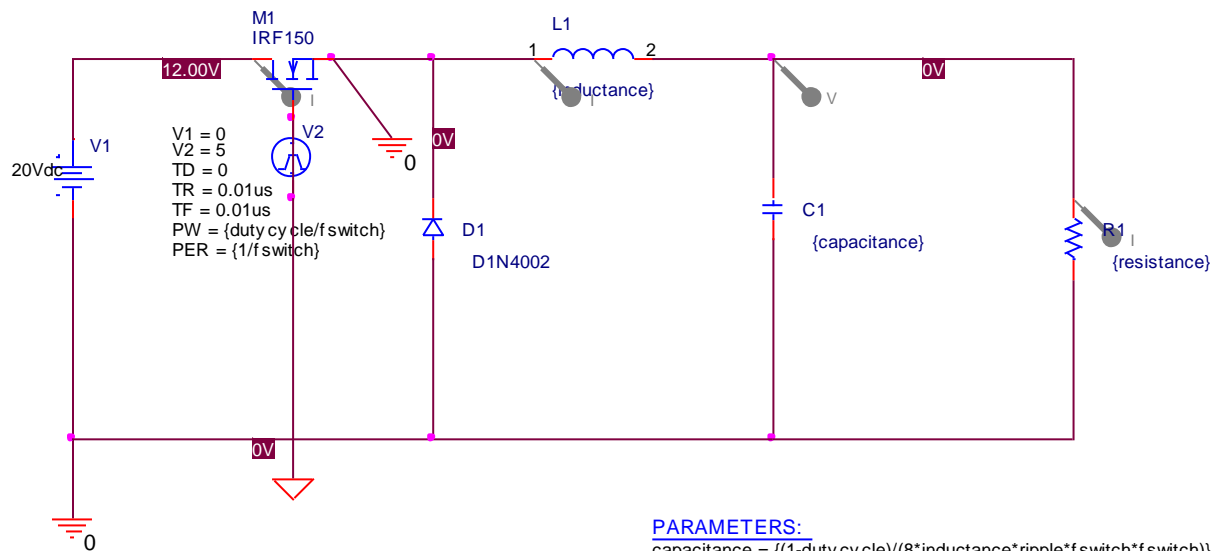 M1
IRF150
L1
1
2
12.00V
0V
I
{inductance}
I
V
V1
20Vdc
V1 = 0
V2 = 5
TD = 0
TR = 0.01us
TF = 0.01us
PW = {dutycycle/fswitch}
PER = {1/fswitch}
V2
0
0V
D1
D1N4002
C1
{capacitance}
R1
I
{resistance}
0V
0
PARAMETERS:
capacitance = {(1-dutycycle)/(8*inductance*ripple*fswitch*fswitch)}